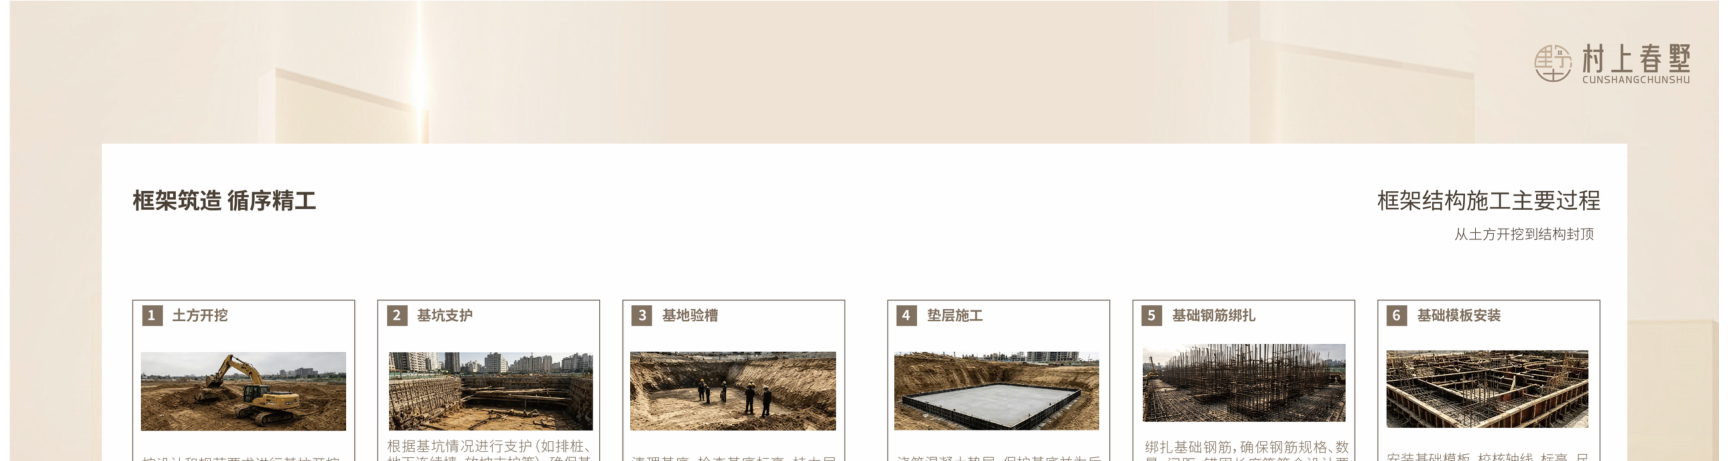 村上春墅
CUNSHANGCHUNSHU
框架筑造 循序精工
框架结构施工主要过程
从土方开挖到结构封顶
1 土方开挖
2 基坑支护
根据基坑情况进行支护(如排桩、
3 基地验槽
4 垫层施工
5 基础钢筋绑扎
绑扎基础钢筋,确保钢筋规格、数
6 基础模板安装